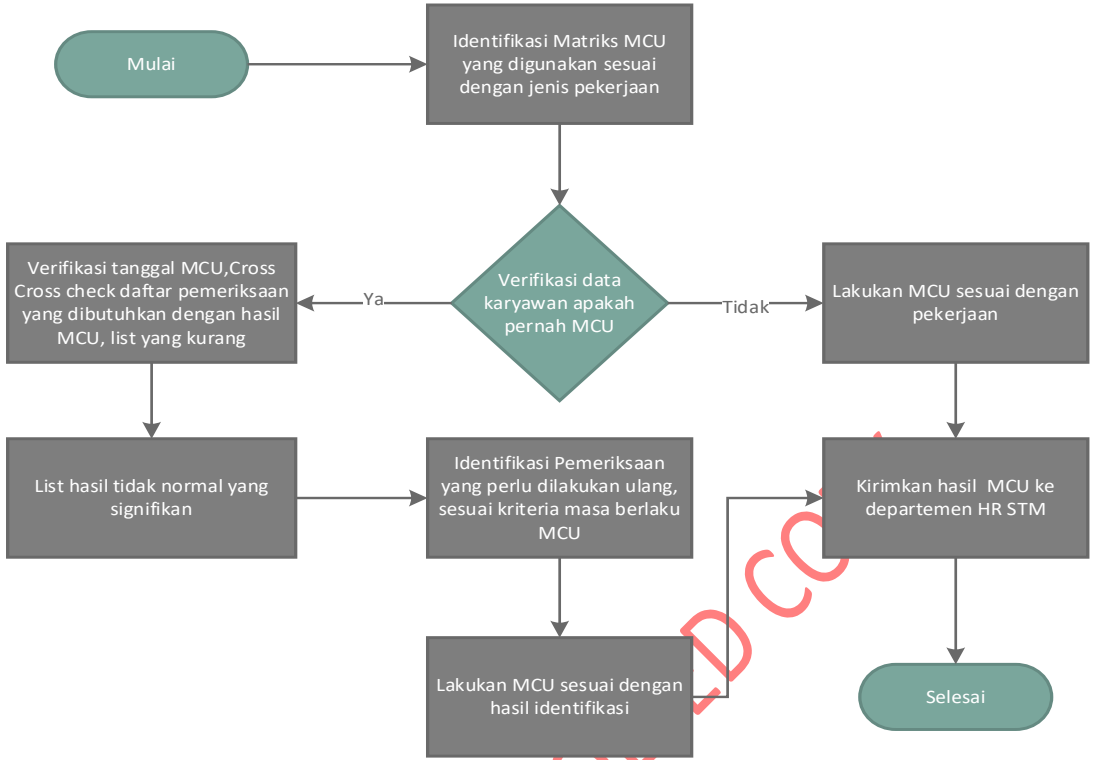 Mulai
Identifikasi Matriks MCU
yang digunakan sesuai
dengan jenis pekerjaan
Verifikasi data
karyawan apakah
pernah MCU
Ya
Tidak
Verifikasi tanggal MCU,Cross
Cross check daftar pemeriksaan
yang dibutuhkan dengan hasil
MCU, list yang kurang
Lakukan MCU sesuai dengan
pekerjaan
List hasil tidak normal yang
signifikan
Identifikasi Pemeriksaan
yang perlu dilakukan ulang,
sesuai kriteria masa berlaku
MCU
Kirimkan hasil  MCU ke
departemen HR STM
Lakukan MCU sesuai dengan
hasil identifikasi
Selesai